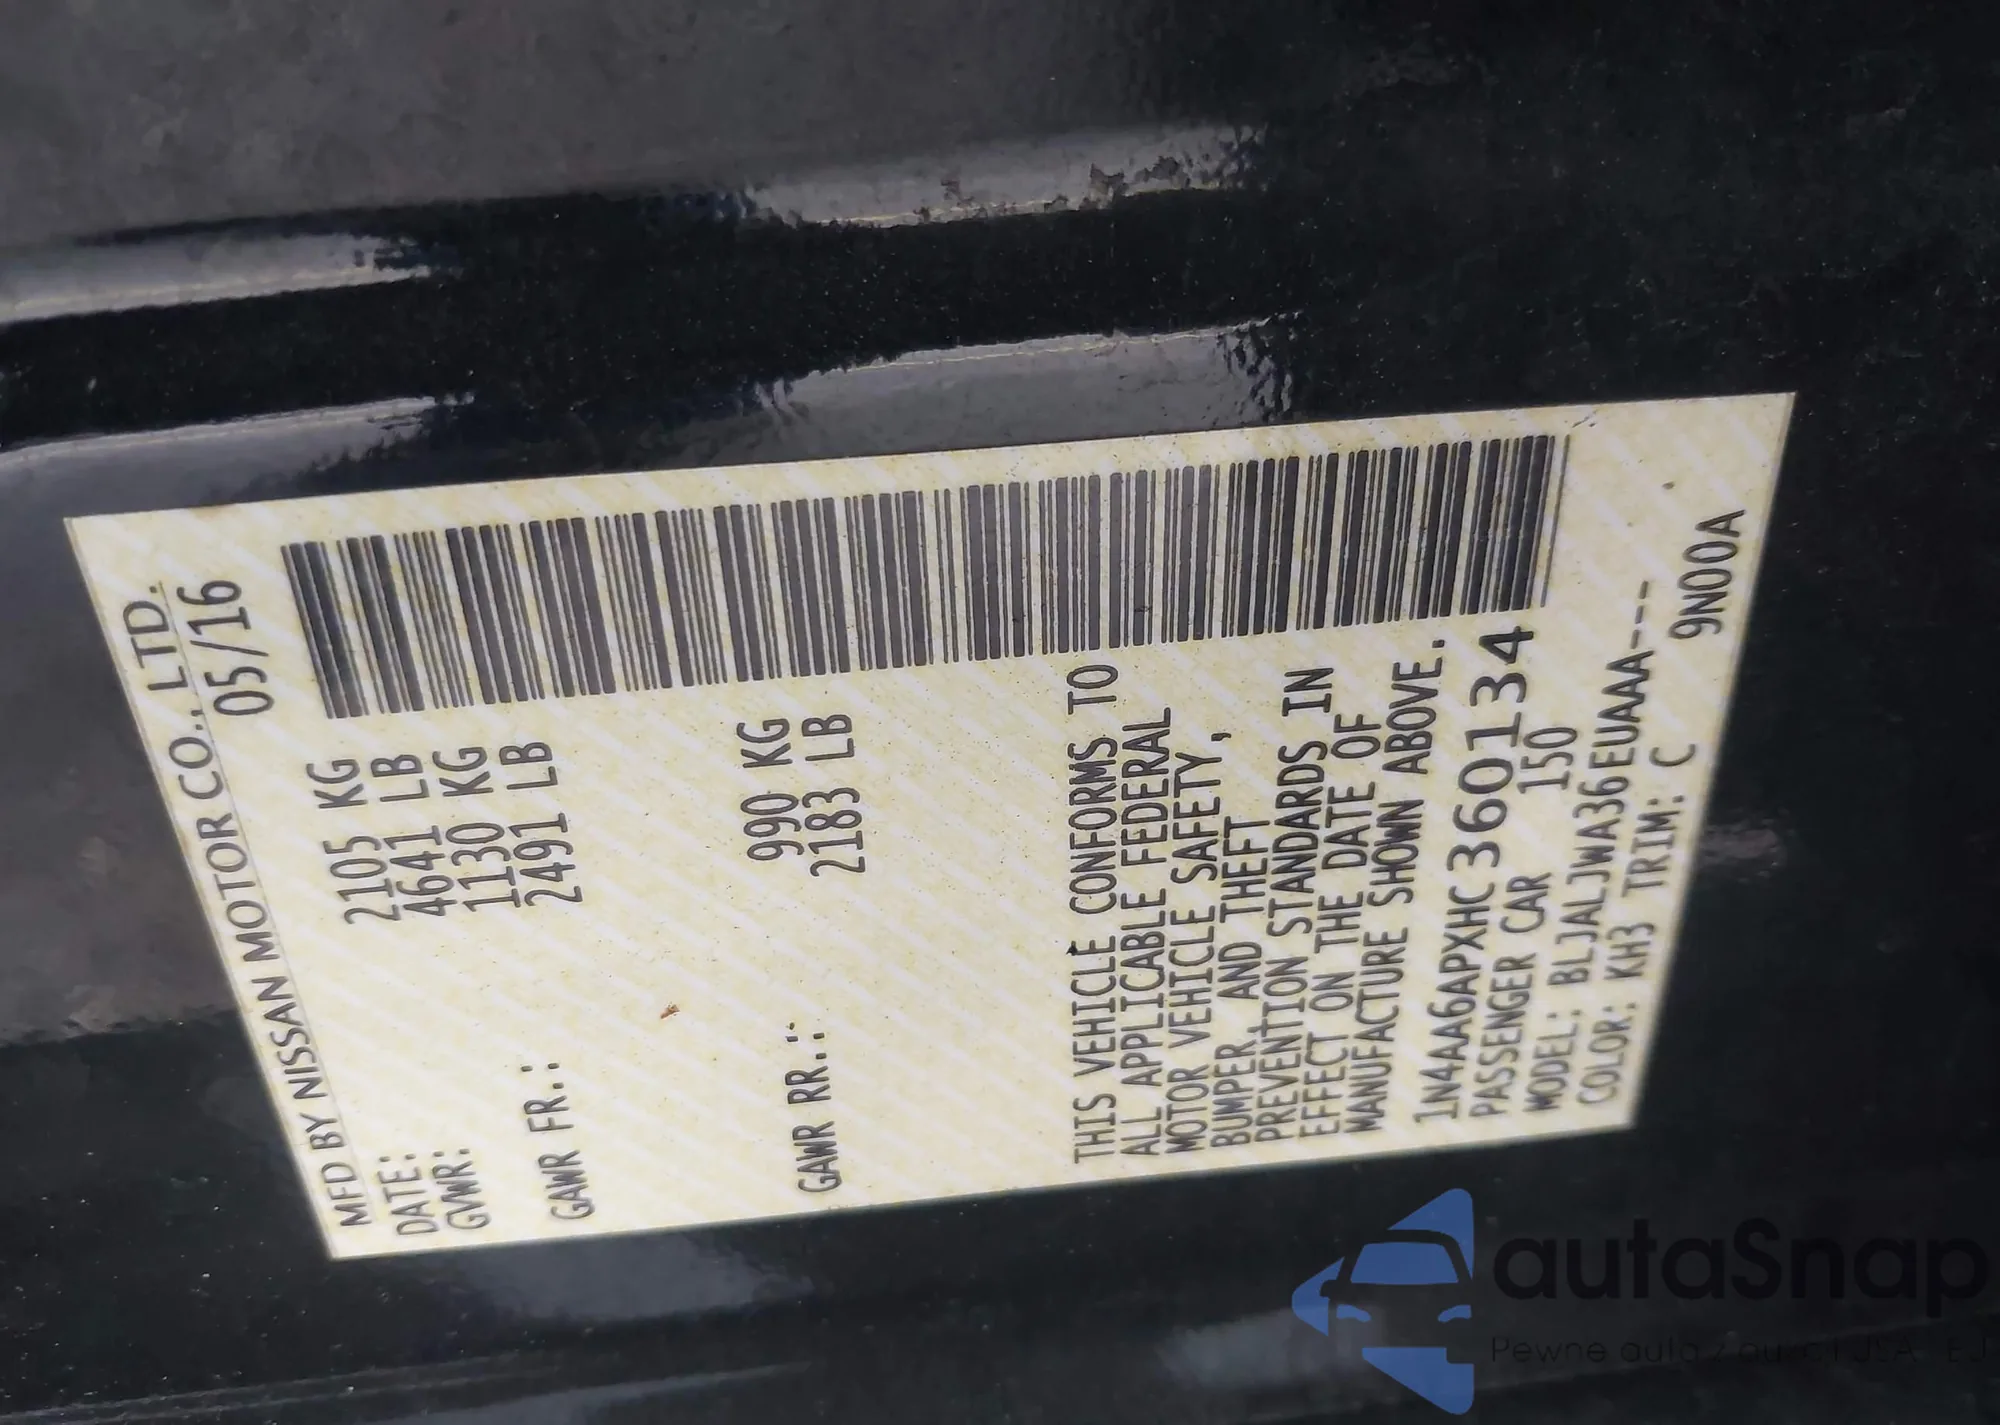 MFD BY NISSAN MOTOR CO., LTD.
DATE: 05/16
GVWR: 2105 KG
4641 LB
GAWR FR.: 1130 KG
2491 LB
GAWR RR.: 990 KG
2183 LB
THIS VEHICLE CONFORMS TO
ALL APPLICABLE FEDERAL
MOTOR VEHICLE SAFETY,
BUMPER, AND THEFT
PREVENTION STANDARDS IN
EFFECT ON THE DATE OF
MANUFACTURE SHOWN ABOVE.
1N4AA6APXHC360134
PASSENGER CAR 150
MODEL: BLJALJWA36EUAAA---
COLOR: KH3 TRIM: C 9N00A
autaSnap
Pewne auta z